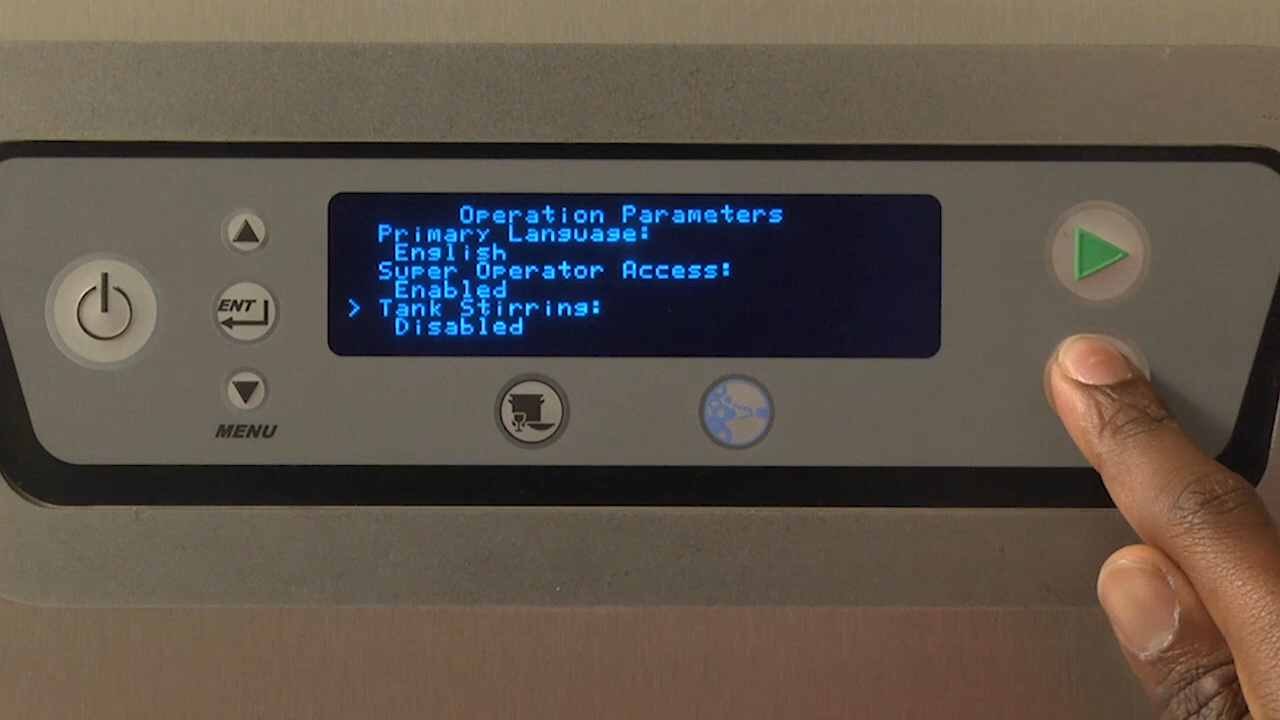 Operation Parameters
Primary Language:
English
Super Operator Access:
Enabled
> Tank Stirring:
Disabled
ENT
MENU